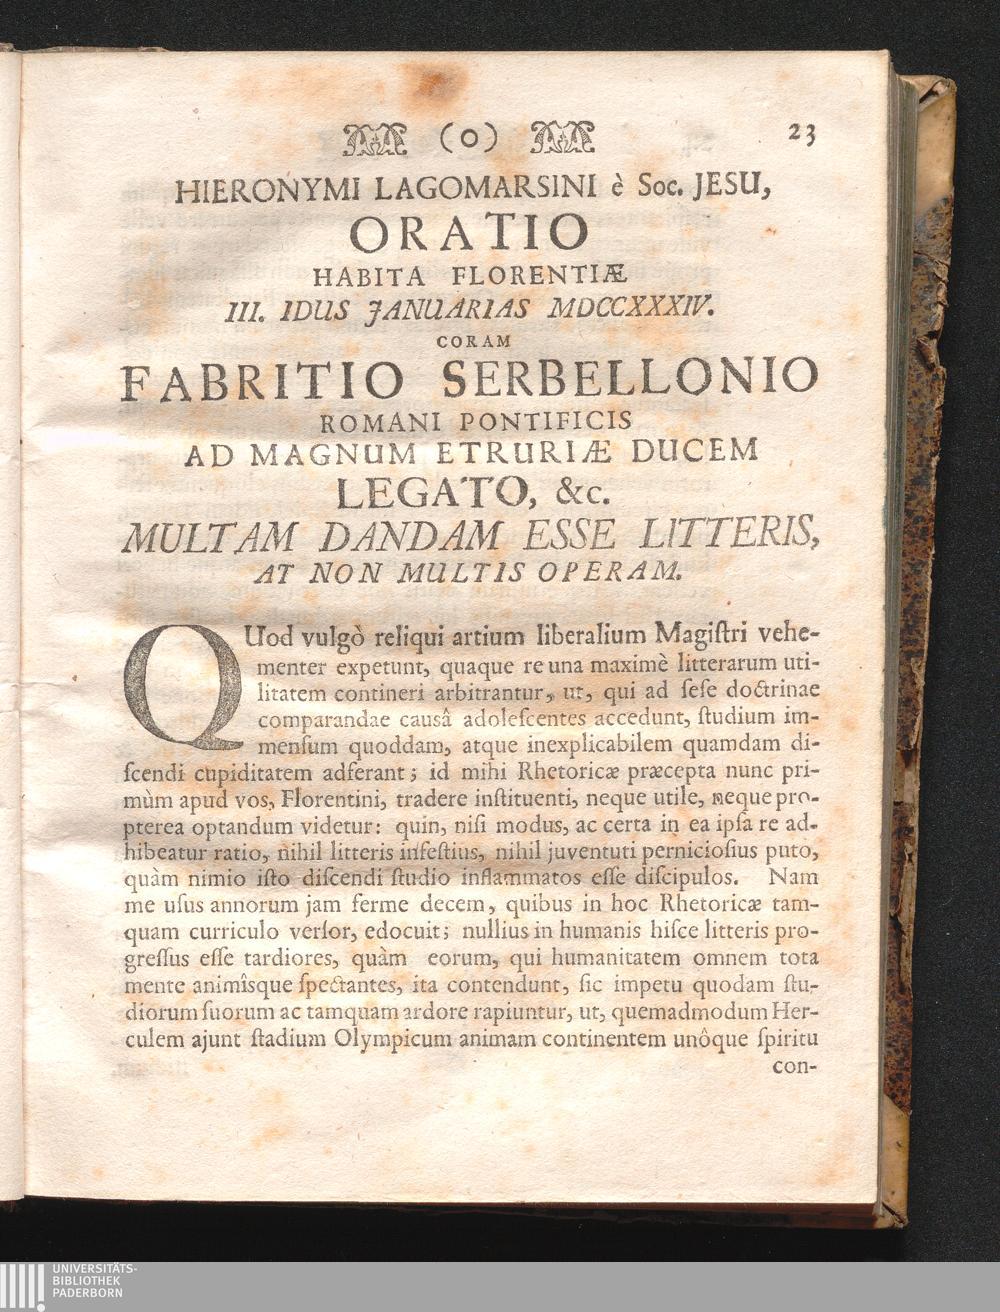 (o) 23
HIERONYMI LAGOMARSINI è Soc. JESU,
ORATIO
HABITA FLORENTIÆ
III. IDUS JANUARIAS MDCCXXXIV.
CORAM
FABRITIO SERBELLONIO
ROMANI PONTIFICIS
AD MAGNUM ETRURIÆ DUCEM
LEGATO, &c.
MULTAM DANDAM ESSE LITTERIS,
AT NON MULTIS OPERAM.
QUod vulgò reliqui artium liberalium Magiſtri vehe-
menter expetunt, quaque re una maximè litterarum uti-
litatem contineri arbitrantur, ut, qui ad ſeſe doctrinae
comparandae causâ adoleſcentes accedunt, ſtudium im-
menſum quoddam, atque inexplicabilem quamdam di-
ſcendi cupiditatem adferant; id mihi Rhetoricæ præcepta nunc pri-
mùm apud vos, Florentini, tradere inſtituenti, neque utile, neque pro-
pterea optandum videtur: quin, niſi modus, ac certa in ea ipſa re ad-
hibeatur ratio, nihil litteris infeſtius, nihil juventuti pernicioſius puto,
quàm nimio iſto diſcendi ſtudio inflammatos eſſe diſcipulos. Nam
me uſus annorum jam ferme decem, quibus in hoc Rhetoricæ tam-
quam curriculo verſor, edocuit; nullius in humanis hiſce litteris pro-
greſſus eſſe tardiores, quàm eorum, qui humanitatem omnem tota
mente animîsque ſpectantes, ita contendunt, ſic impetu quodam ſtu-
diorum ſuorum ac tamquam ardore rapiuntur, ut, quemadmodum Her-
culem ajunt ſtadium Olympicum animam continentem unôque ſpiritu
con-
UNIVERSITÄTS-
BIBLIOTHEK
PADERBORN